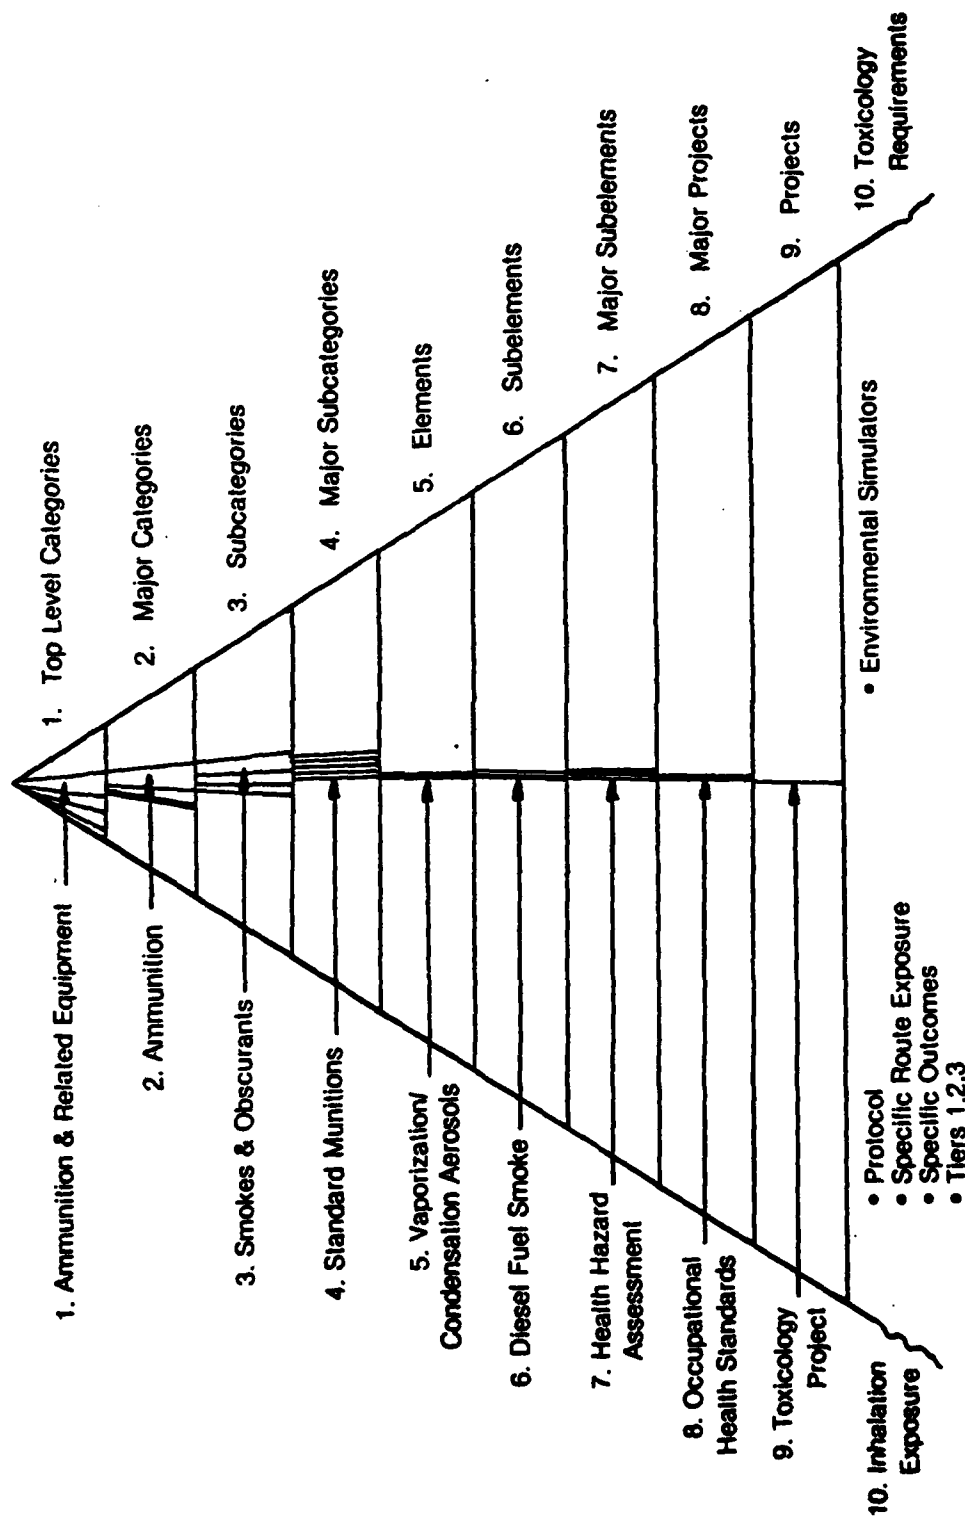 1. Top Level Categories
2. Major Categories
3. Subcategories
4. Major Subcategories
5. Elements
6. Subelements
7. Major Subelements
8. Major Projects
9. Projects
10. Toxicology
Requirements
1. Ammunition & Related Equipment
2. Ammunition
3. Smokes & Obscurants
4. Standard Munitions
5. Vaporization/
Condensation Aerosols
6. Diesel Fuel Smoke
7. Health Hazard
Assessment
8. Occupational
Health Standards
9. Toxicology
Project
10. Inhalation
Exposure
• Protocol
• Specific Route Exposure
• Specific Outcomes
• Tiers 1,2,3
• Environmental Simulators